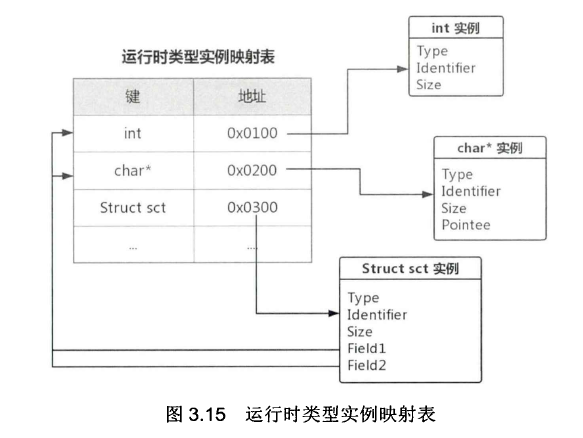 运行时类型实例映射表
键 地址
int 0x0100
char* 0x0200
Struct sct 0x0300
... ....
int 实例
Type
Identifier
Size
char* 实例
Type
Identifier
Size
Pointee
Struct sct 实例
Type
Identifier
Size
Field1
Field2
图 3.15 运行时类型实例映射表